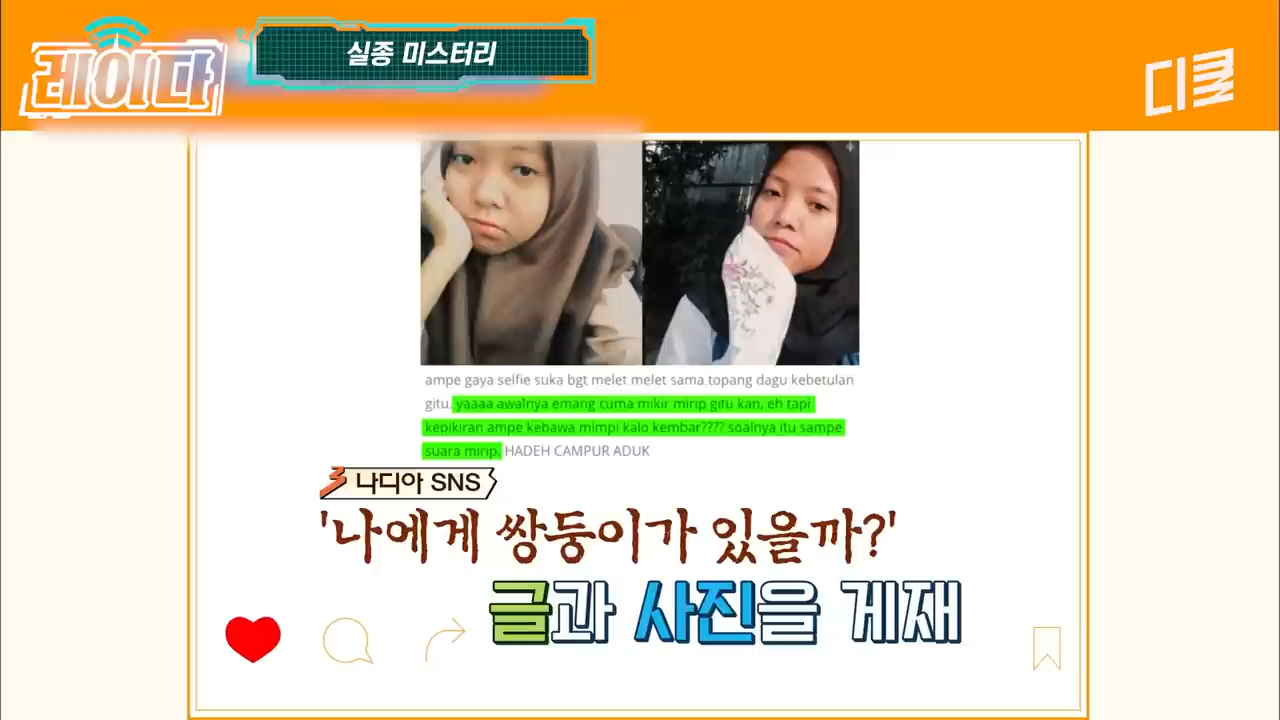 레이다
실종 미스터리
디클
ampe gaya selfie suka bgt melet melet sama topang dagu kebetulan
gitu. yaaaa awalnya emang cuma mikir mirip gitu kan, eh tapi
kepikiran ampe kebawa mimpi kalo kembar???? soalnya itu sampe
suara mirip. HADEH CAMPUR ADUK
3 나디아 SNS
'나에게 쌍둥이가 있을까?'
글과 사진을 게재